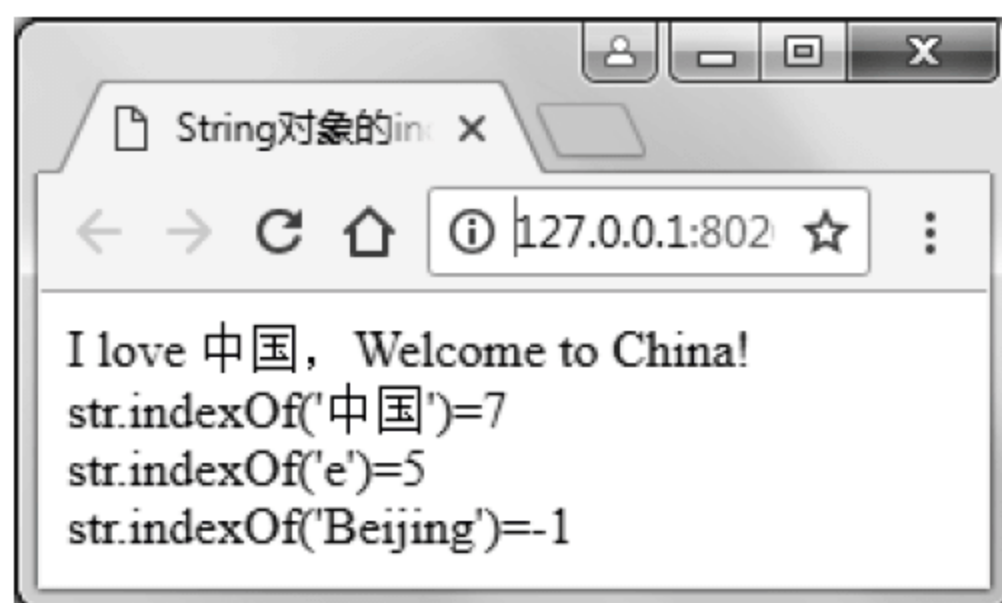 String对象的in
127.0.0.1:802
I love 中国，Welcome to China!
str.indexOf('中国')=7
str.indexOf('e')=5
str.indexOf('Beijing')=-1